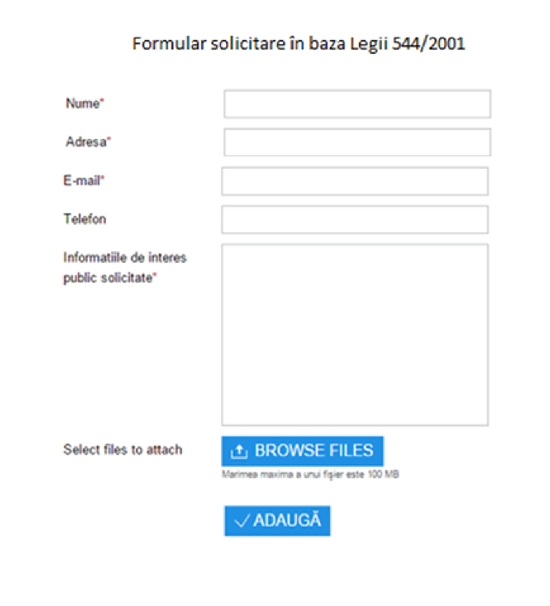 Formular solicitare în baza Legii 544/2001
Nume*
Adresa*
E-mail*
Telefon
Informatiile de interes
public solicitate*
Select files to attach
BROWSE FILES
Marimea maxima a unui fișier este 100 MB
ADAUGĂ